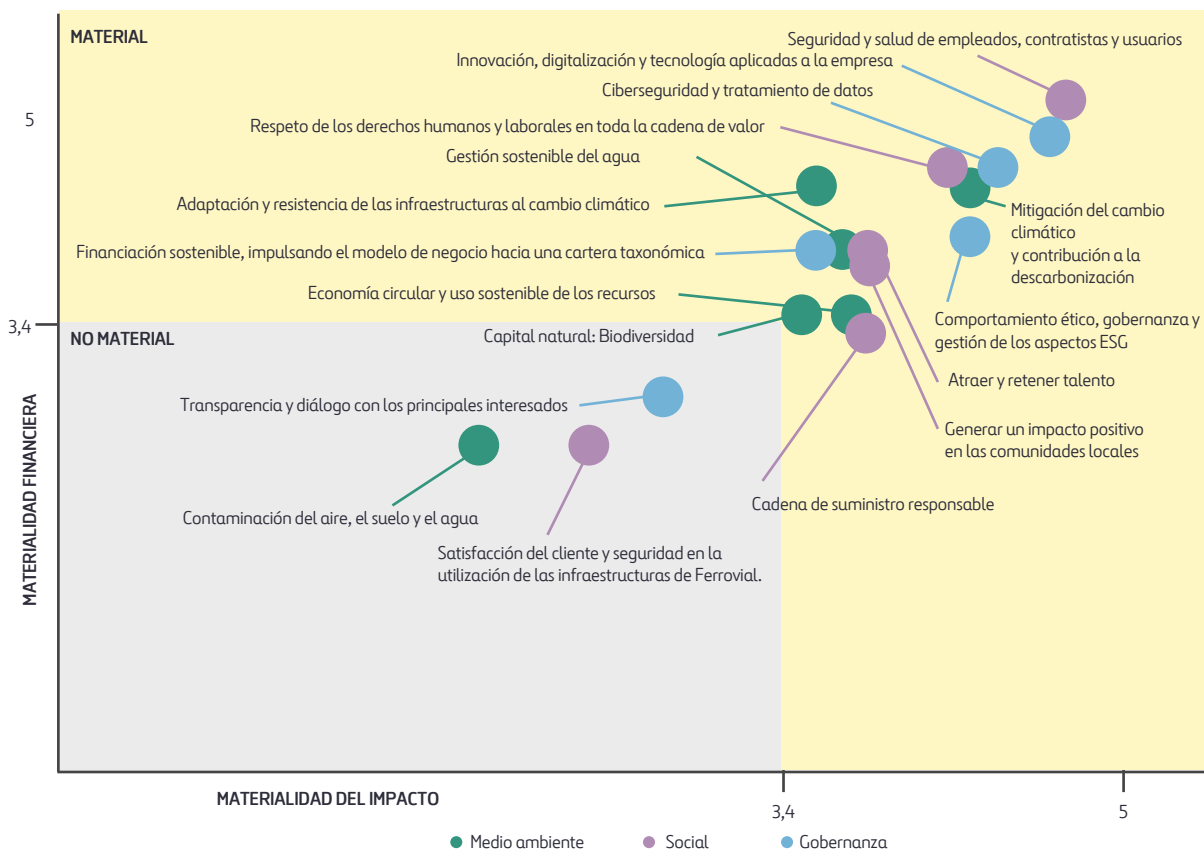 MATERIAL
Seguridad y salud de empleados, contratistas y usuarios
Innovación, digitalización y tecnología aplicadas a la empresa
Ciberseguridad y tratamiento de datos
5
Respeto de los derechos humanos y laborales en toda la cadena de valor
Gestión sostenible del agua
Adaptación y resistencia de las infraestructuras al cambio climático
Mitigación del cambio
climático
y contribución a la
descarbonización
Financiación sostenible, impulsando el modelo de negocio hacia una cartera taxonómica
Economía circular y uso sostenible de los recursos
3,4
NO MATERIAL
Capital natural: Biodiversidad
Comportamiento ético, gobernanza y
gestión de los aspectos ESG
Atraer y retener talento
Transparencia y diálogo con los principales interesados
Generar un impacto positivo
en las comunidades locales
Cadena de suministro responsable
Contaminación del aire, el suelo y el agua
Satisfacción del cliente y seguridad en la
utilización de las infraestructuras de Ferrovial.
MATERIALIDAD FINANCIERA
MATERIALIDAD DEL IMPACTO
3,4
5
Medio ambiente
Social
Gobernanza